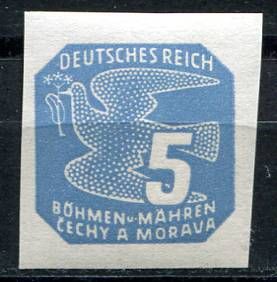 DEUTSCHES REICH
5
BÖHMEN u. MÄHREN
ČECHY A MORAVA